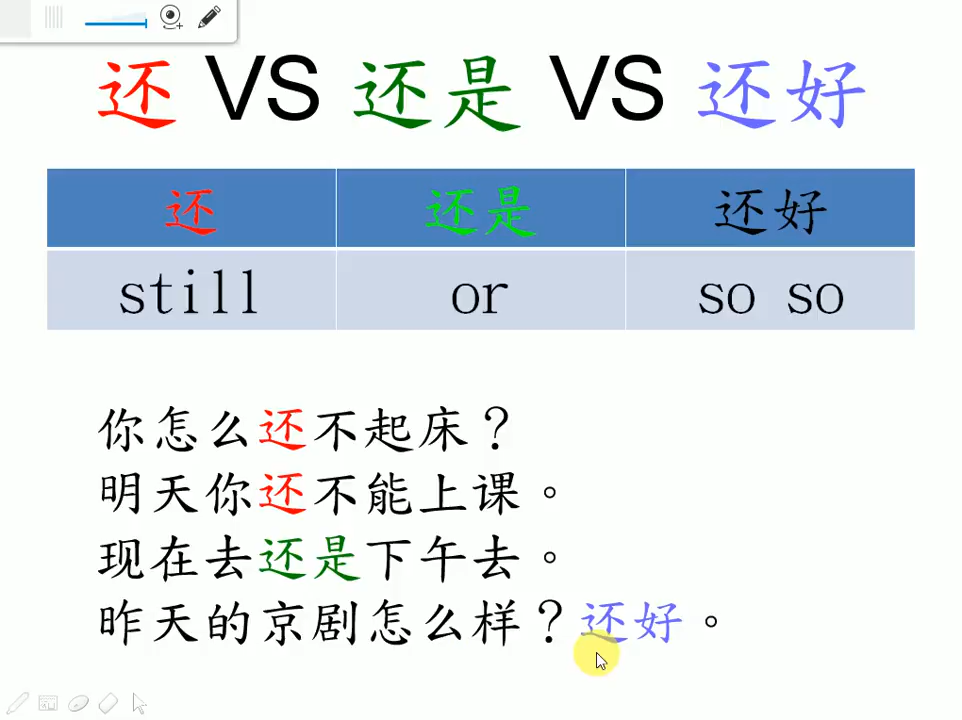 还 VS 还是 VS 还好
还 还是 还好
still or so so
你怎么还不起床？
明天你还不能上课。
现在去还是下午去。
昨天的京剧怎么样？还好。